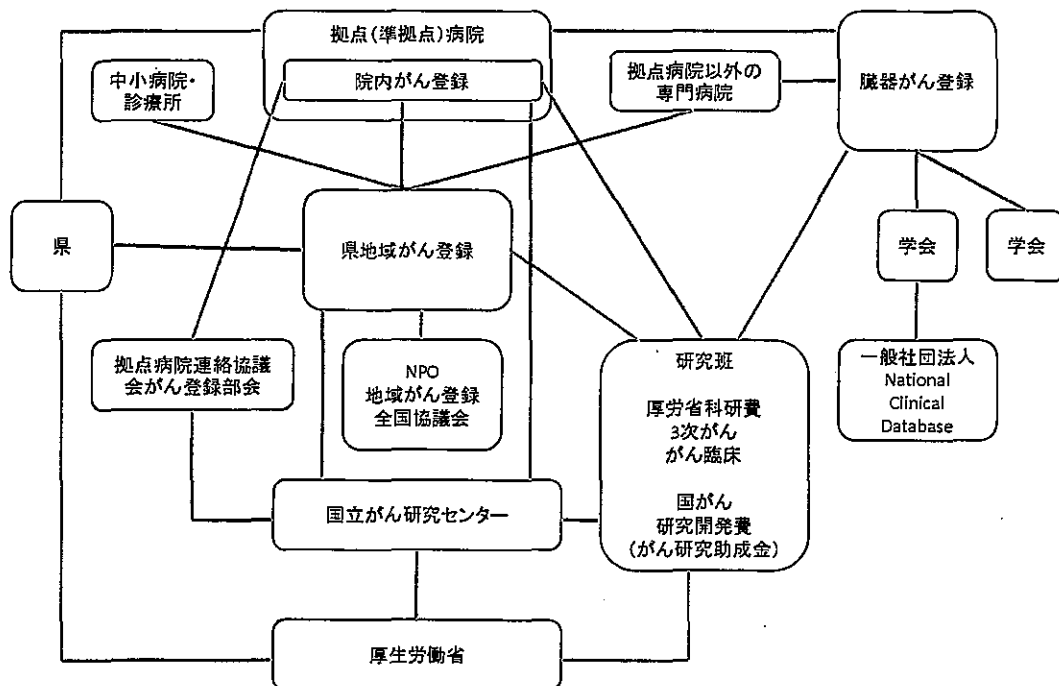 拠点(準拠点)病院
院内がん登録
中小病院・
診療所
拠点病院以外の
専門病院
臓器がん登録
県
県地域がん登録
学会
学会
拠点病院連絡協議
会がん登録部会
NPO
地域がん登録
全国協議会
研究班
厚労省科研費
3次がん
がん臨床
国がん
研究開発費
(がん研究助成金)
一般社団法人
National
Clinical
Database
国立がん研究センター
厚生労働省